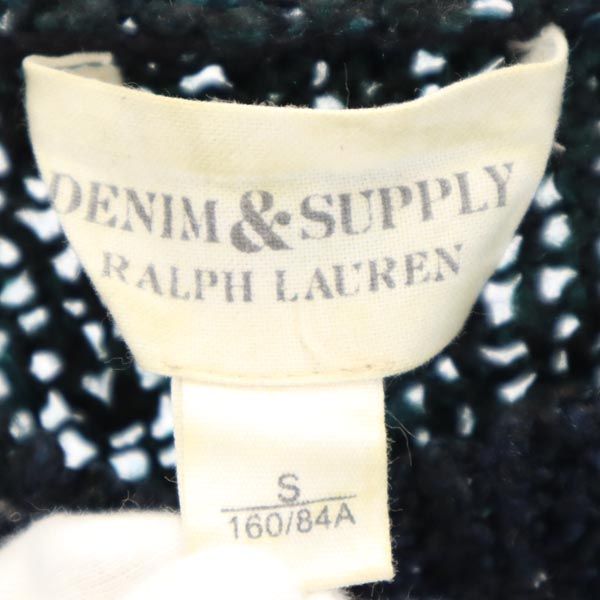 DENIM & SUPPLY
RALPH LAUREN
S
160/84A